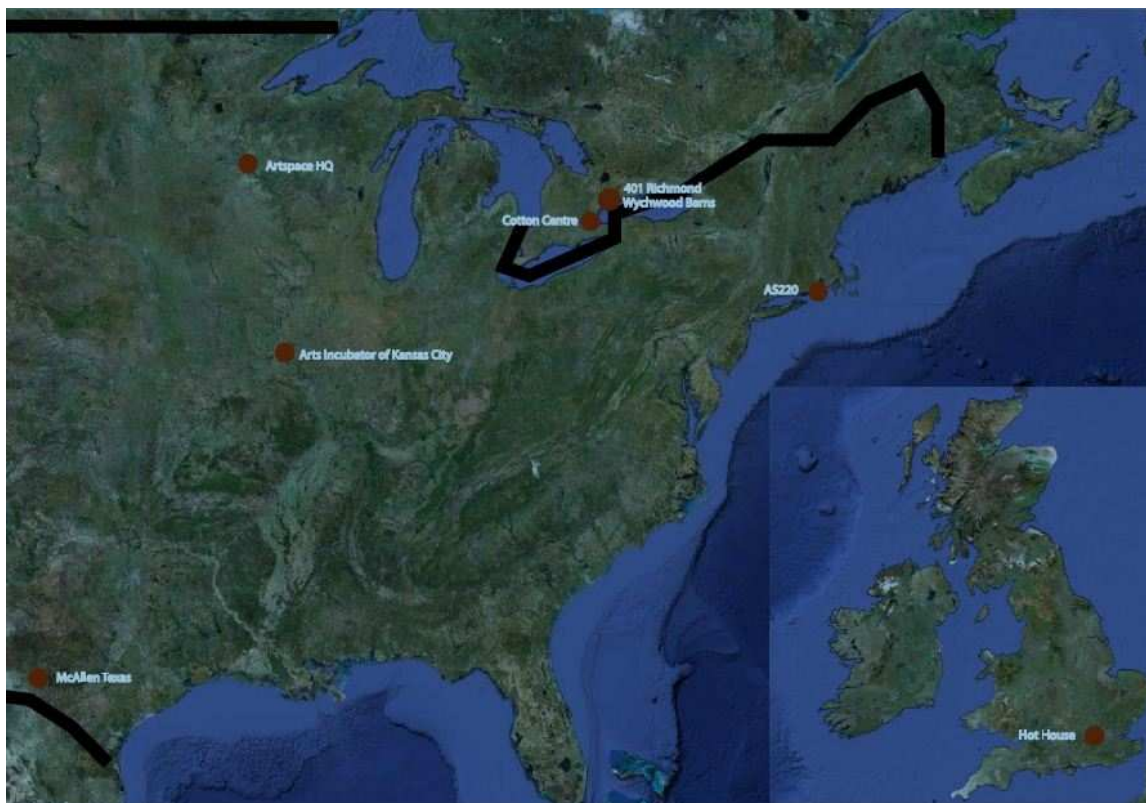 Artspace HQ
401 Richmond
Wychwood Barns
Cotton Centre
AS220
Arts Incubator of Kansas City
McAllen Texas
Hot House